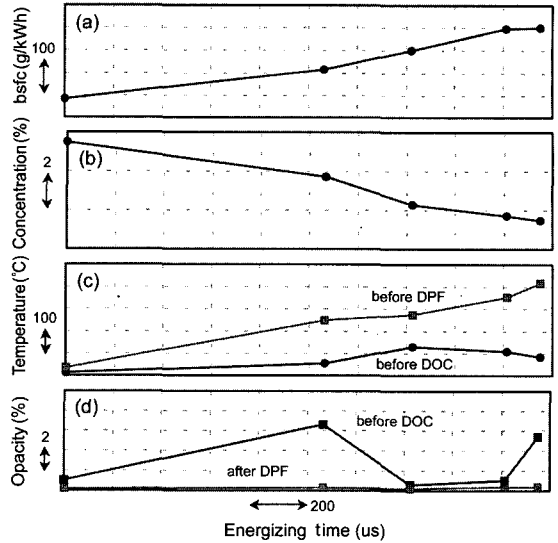 (a)
bsfc (g/kWh)
100
(b)
Concentration (%)
2
(c)
Temperature (℃)
100
before DPF
before DOC
(d)
Opacity (%)
2
before DOC
after DPF
200
Energizing time (us)